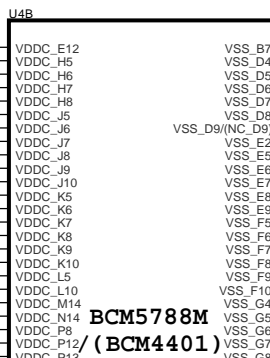 U4B
VDDC_E12 VSS_B7
VDDC_H5 VSS_D4
VDDC_H6 VSS_D5
VDDC_H7 VSS_D6
VDDC_H8 VSS_D7
VDDC_J5 VSS_D8
VDDC_J6 VSS_D9/(NC_D9)
VDDC_J7 VSS_E2
VDDC_J8 VSS_E5
VDDC_J9 VSS_E6
VDDC_J10 VSS_E7
VDDC_K5 VSS_E8
VDDC_K6 VSS_E9
VDDC_K7 VSS_F5
VDDC_K8 VSS_F6
VDDC_K9 VSS_F7
VDDC_K10 VSS_F8
VDDC_L5 VSS_F9
VDDC_L10 VSS_F10
VDDC_M14 VSS_G4
VDDC_N14 BCM5788M VSS_G5
VDDC_P8 VSS_G6
VDDC_P12 /(BCM4401) VSS_G7
VDDC_P13 VSS_G8